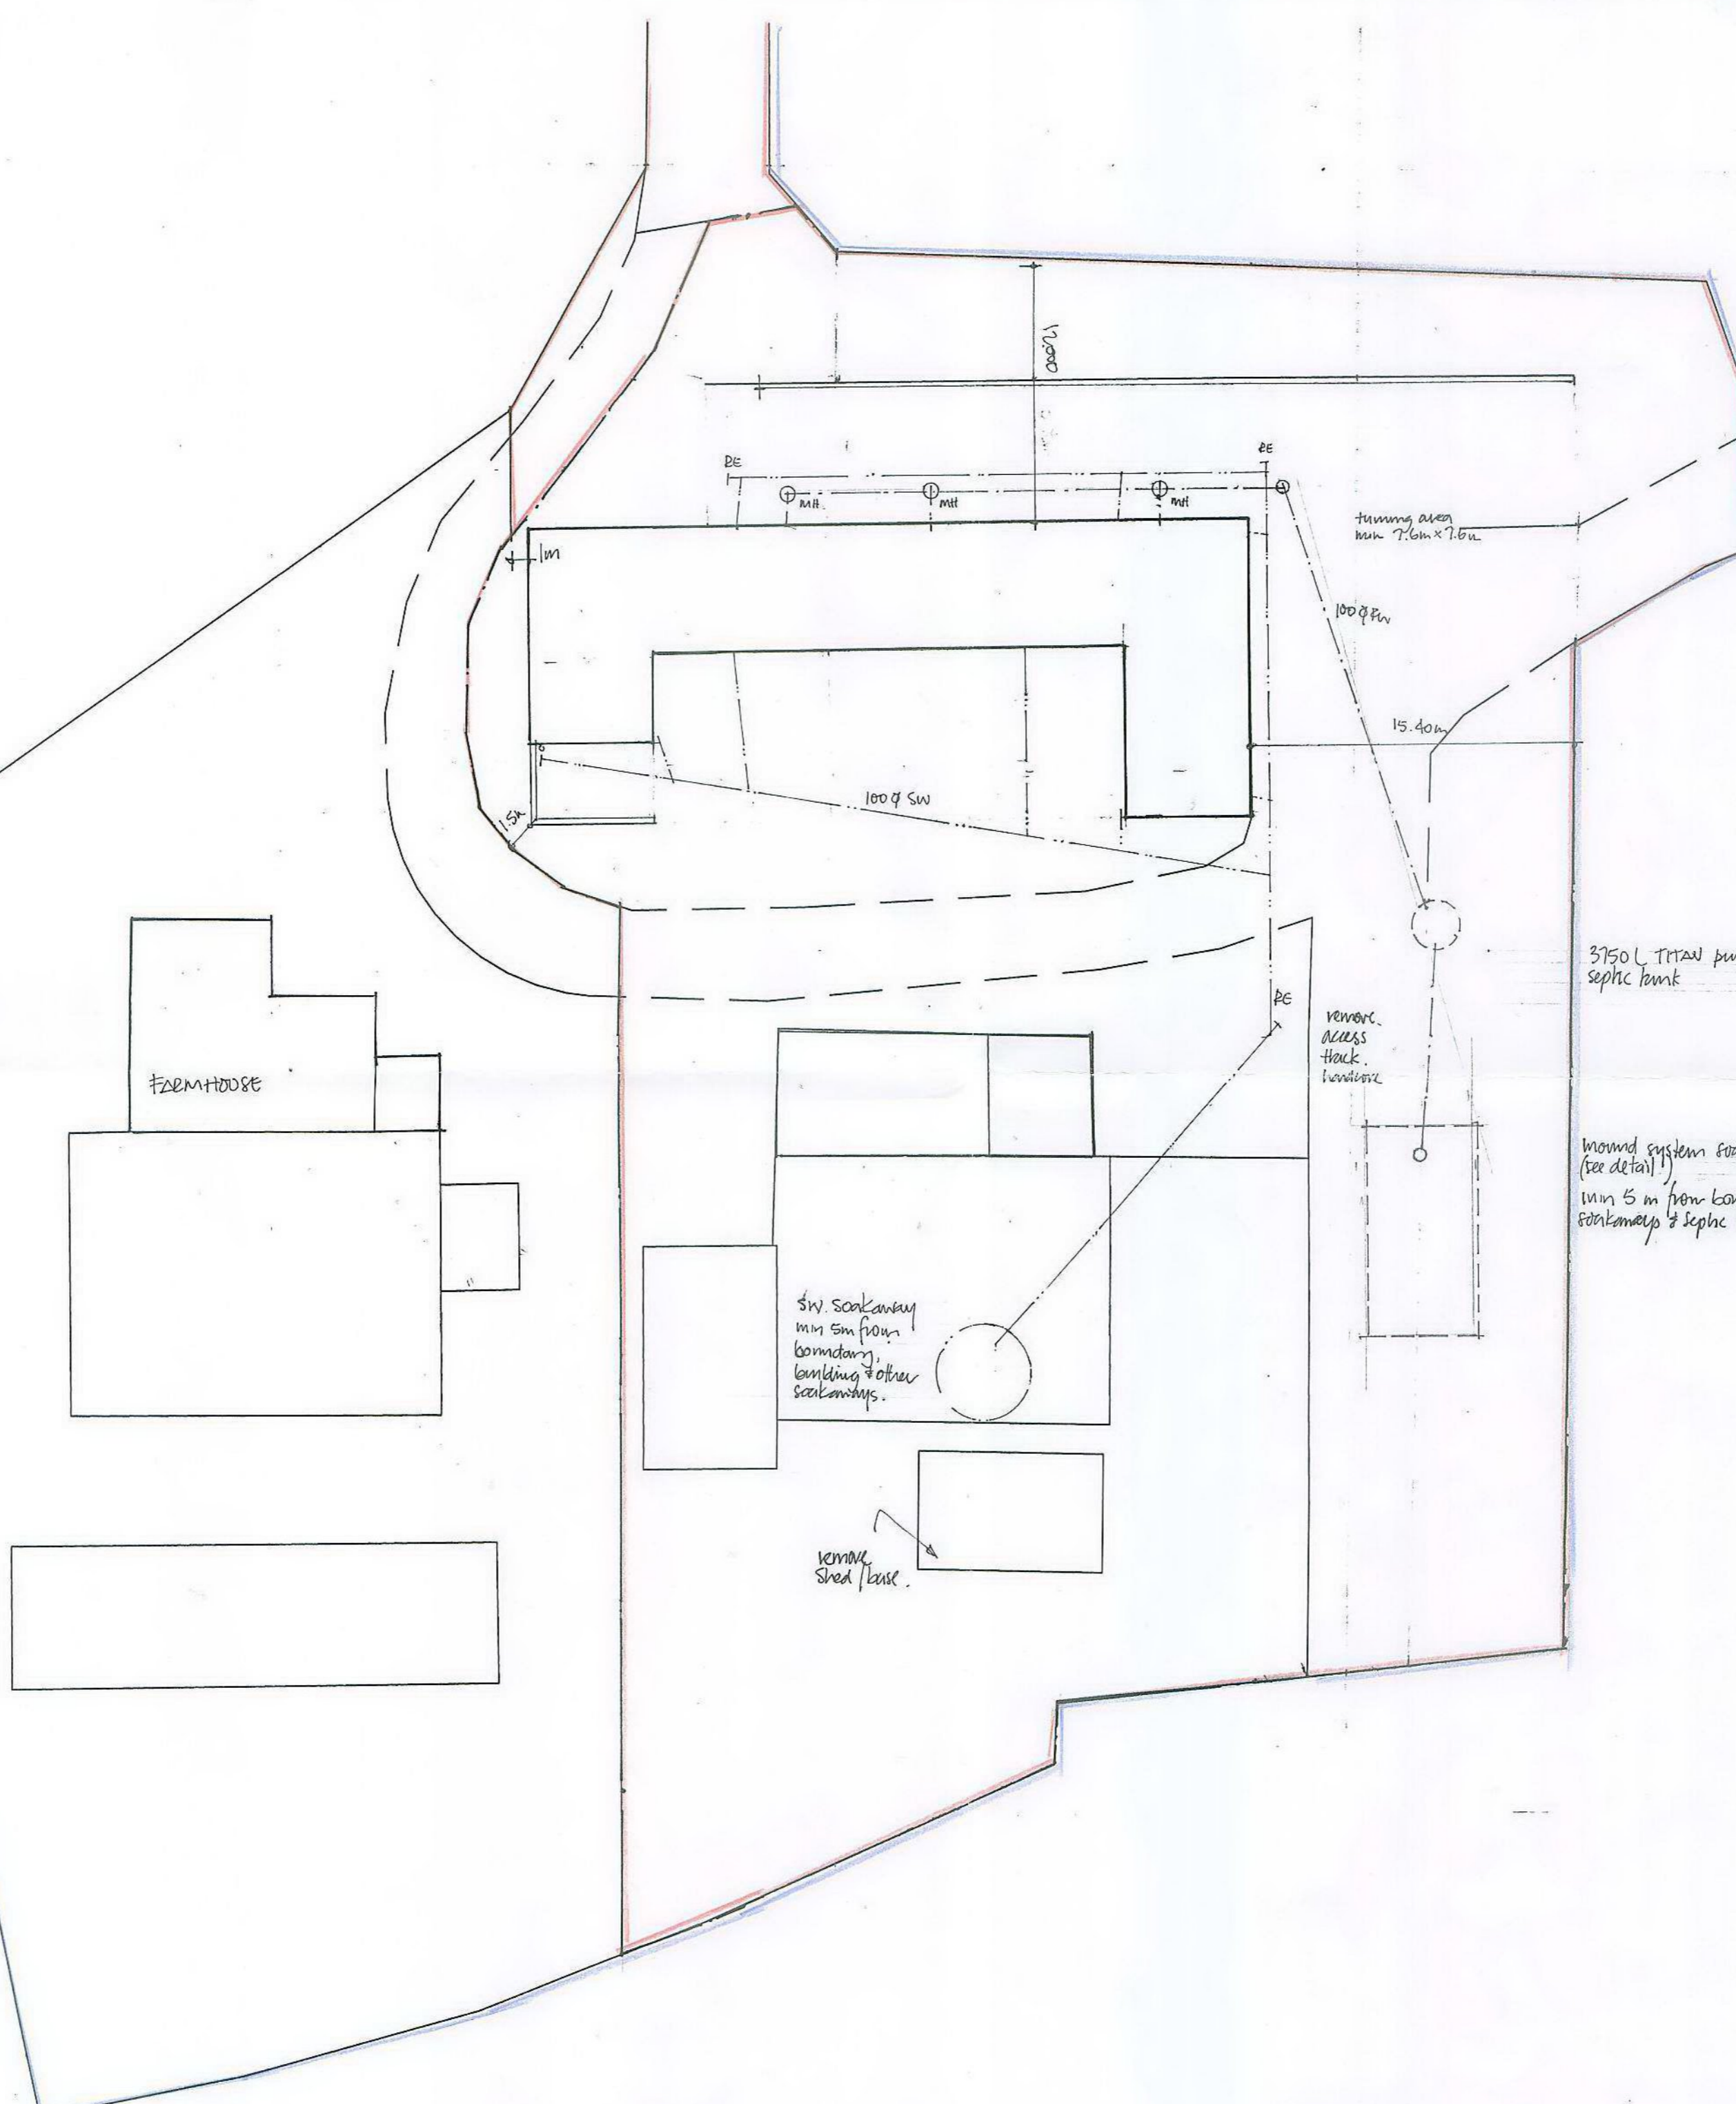 12000
RE
RE
MH
MH
MH
turning area
min 7.6m x 7.6m
1m
100 φ FW
15.40m
100 φ SW
1.5m
3750 L TITAN
septic tank
RE
remove
access
track.
hardcore
FARMHOUSE
mound system
(see detail)
min 5 m from
soakaways & septic
SW. soakaway
min 5m from
boundary,
building & other
soakaways.
remove
shed / base.